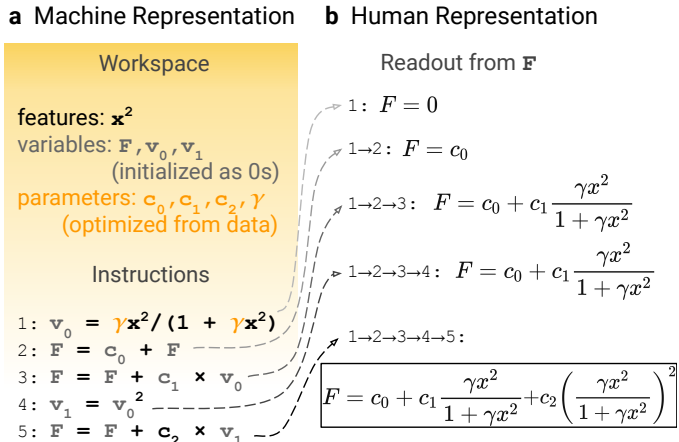 a Machine Representation
Workspace
features: x²
variables: F,v₀,v₁
(initialized as 0s)
parameters: c₀,c₁,c₂,γ
(optimized from data)
Instructions
1: v₀ = γx²/(1 + γx²)
2: F = c₀ + F
3: F = F + c₁ × v₀
4: v₁ = v₀²
5: F = F + c₂ × v₁
b Human Representation
Readout from F
1: F = 0
1→2: F = c₀
1→2→3: F = c₀ + c₁ γx² / 1 + γx²
1→2→3→4: F = c₀ + c₁ γx² / 1 + γx²
1→2→3→4→5:
F = c₀ + c₁ γx² / 1 + γx² + c₂ ( γx² / 1 + γx² )²